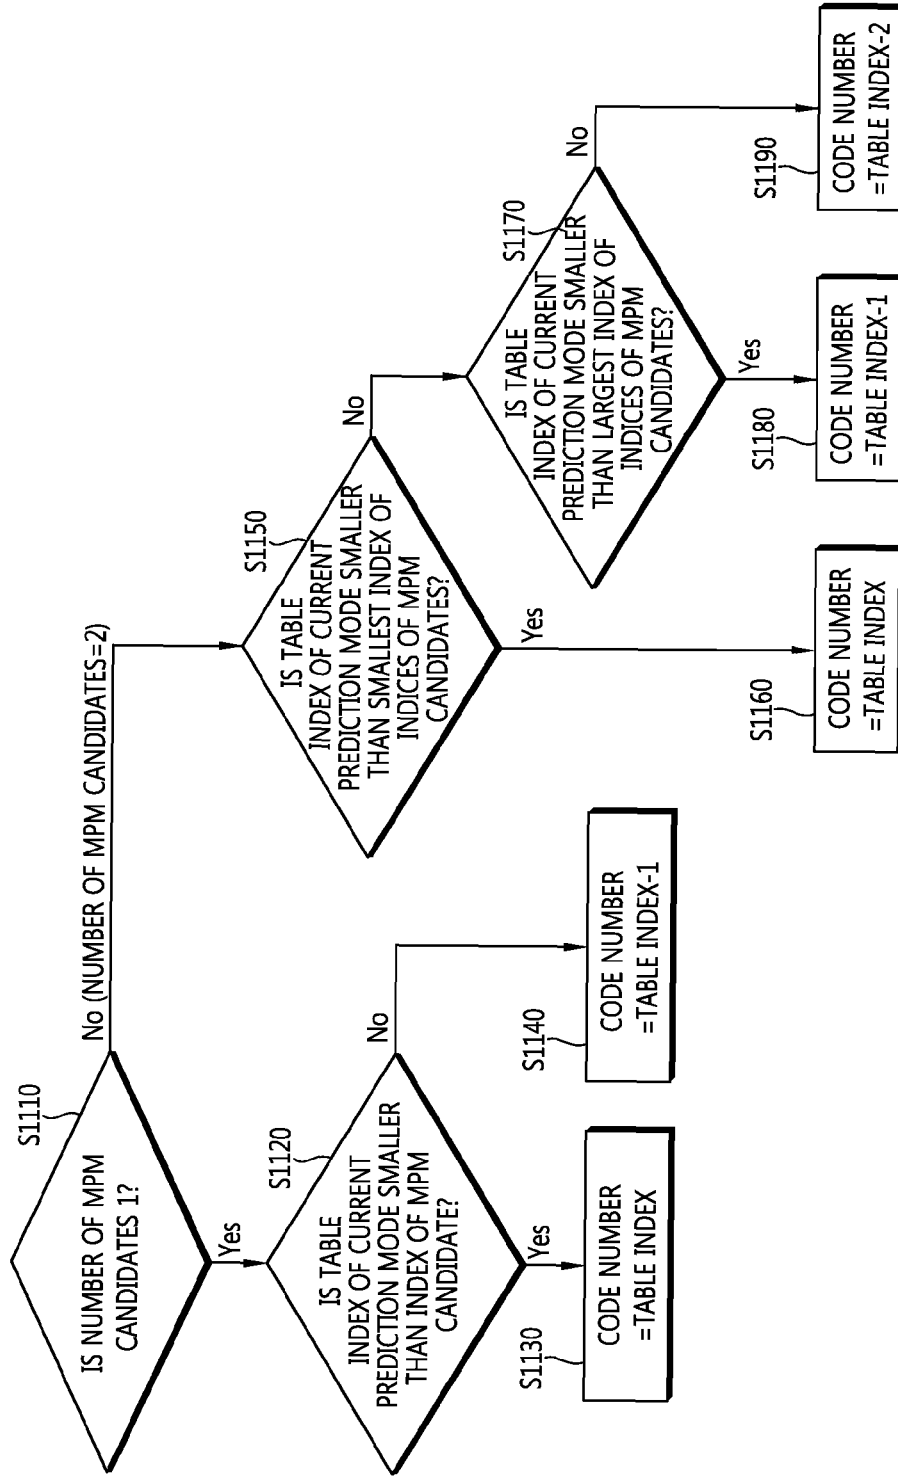 S1110
IS NUMBER OF MPM
CANDIDATES 1?
No (NUMBER OF MPM CANDIDATES=2)
Yes
S1120
IS TABLE
INDEX OF CURRENT
PREDICTION MODE SMALLER
THAN INDEX OF MPM
CANDIDATE?
No
Yes
S1130
CODE NUMBER
=TABLE INDEX
S1140
CODE NUMBER
=TABLE INDEX-1
S1150
IS TABLE
INDEX OF CURRENT
PREDICTION MODE SMALLER
THAN SMALLEST INDEX OF
INDICES OF MPM
CANDIDATES?
No
Yes
S1160
CODE NUMBER
=TABLE INDEX
S1170
IS TABLE
INDEX OF CURRENT
PREDICTION MODE SMALLER
THAN LARGEST INDEX OF
INDICES OF MPM
CANDIDATES?
No
Yes
S1180
CODE NUMBER
=TABLE INDEX-1
S1190
CODE NUMBER
=TABLE INDEX-2